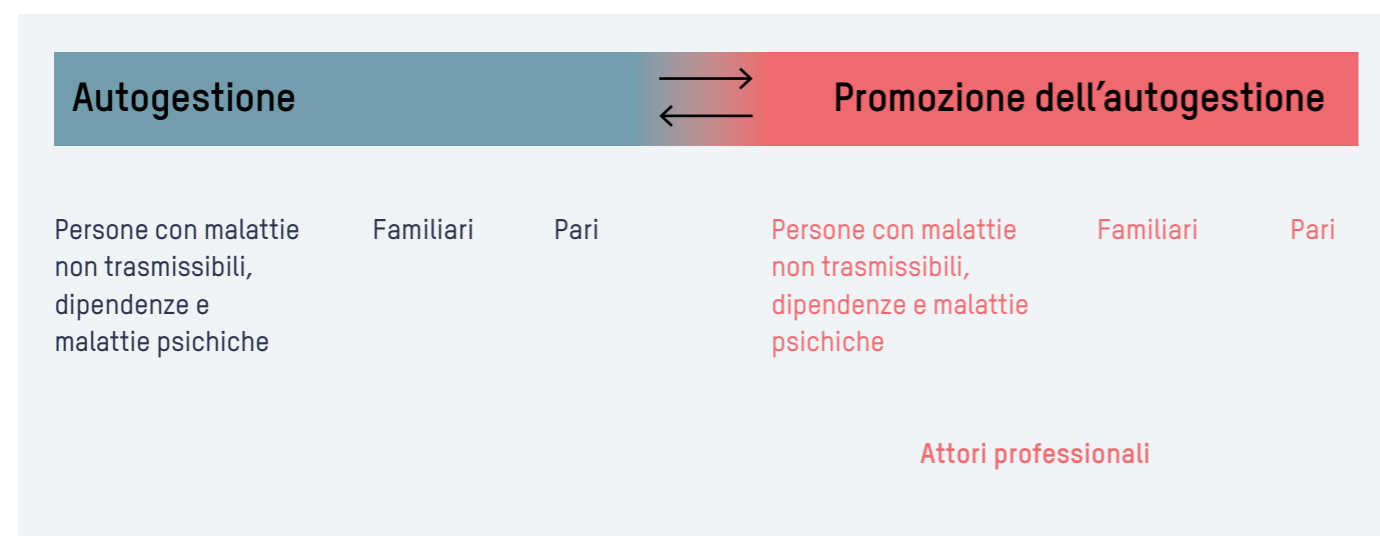 Autogestione
Promozione dell’autogestione
Persone con malattie
non trasmissibili,
dipendenze e
malattie psichiche
Familiari
Pari
Persone con malattie
non trasmissibili,
dipendenze e malattie
psichiche
Familiari
Pari
Attori professionali